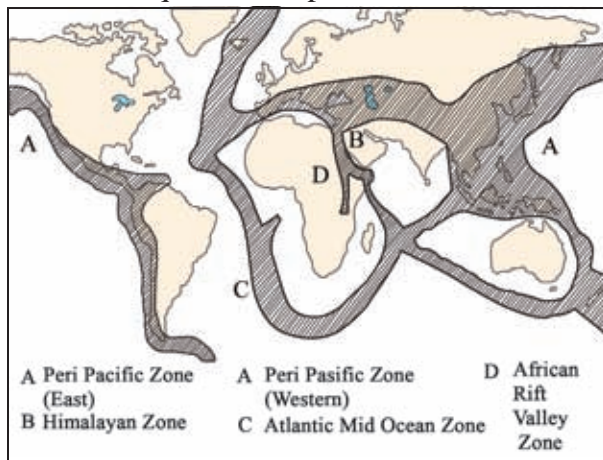 A
B
A
D
C
A Peri Pacific Zone
(East)
B Himalayan Zone
A Peri Pasific Zone
(Western)
C Atlantic Mid Ocean Zone
D African
Rift
Valley
Zone